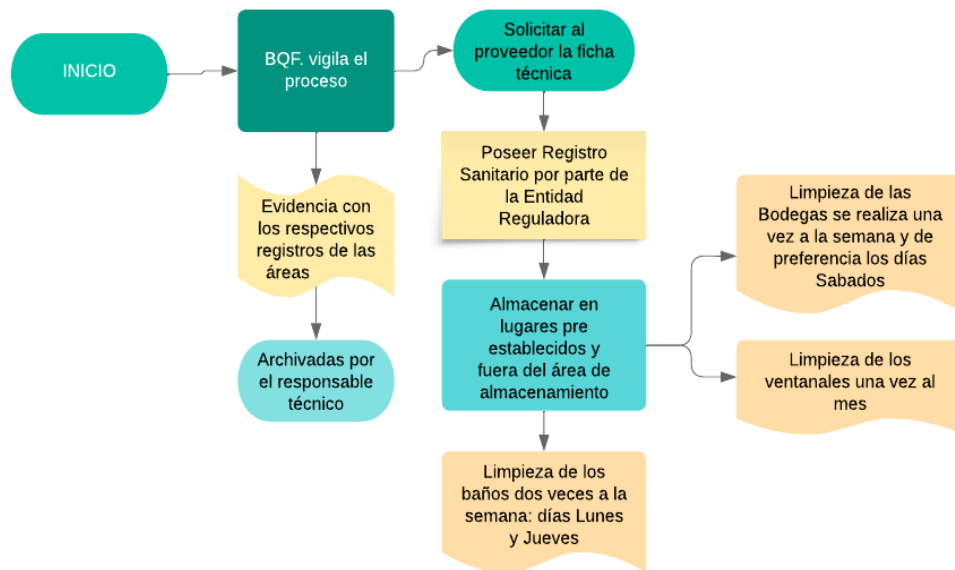 INICIO
BQF. vigila el
proceso
Solicitar al
proveedor la ficha
técnica
Evidencia con
los respectivos
registros de las
áreas
Archivadas por
el responsable
técnico
Poseer Registro
Sanitario por parte de
la Entidad
Reguladora
Almacenar en
lugares pre
establecidos y
fuera del área de
almacenamiento
Limpieza de las
Bodegas se realiza una
vez a la semana y de
preferencia los días
Sabados
Limpieza de los
ventanales una vez al
mes
Limpieza de los
baños dos veces a la
semana: días Lunes
y Jueves